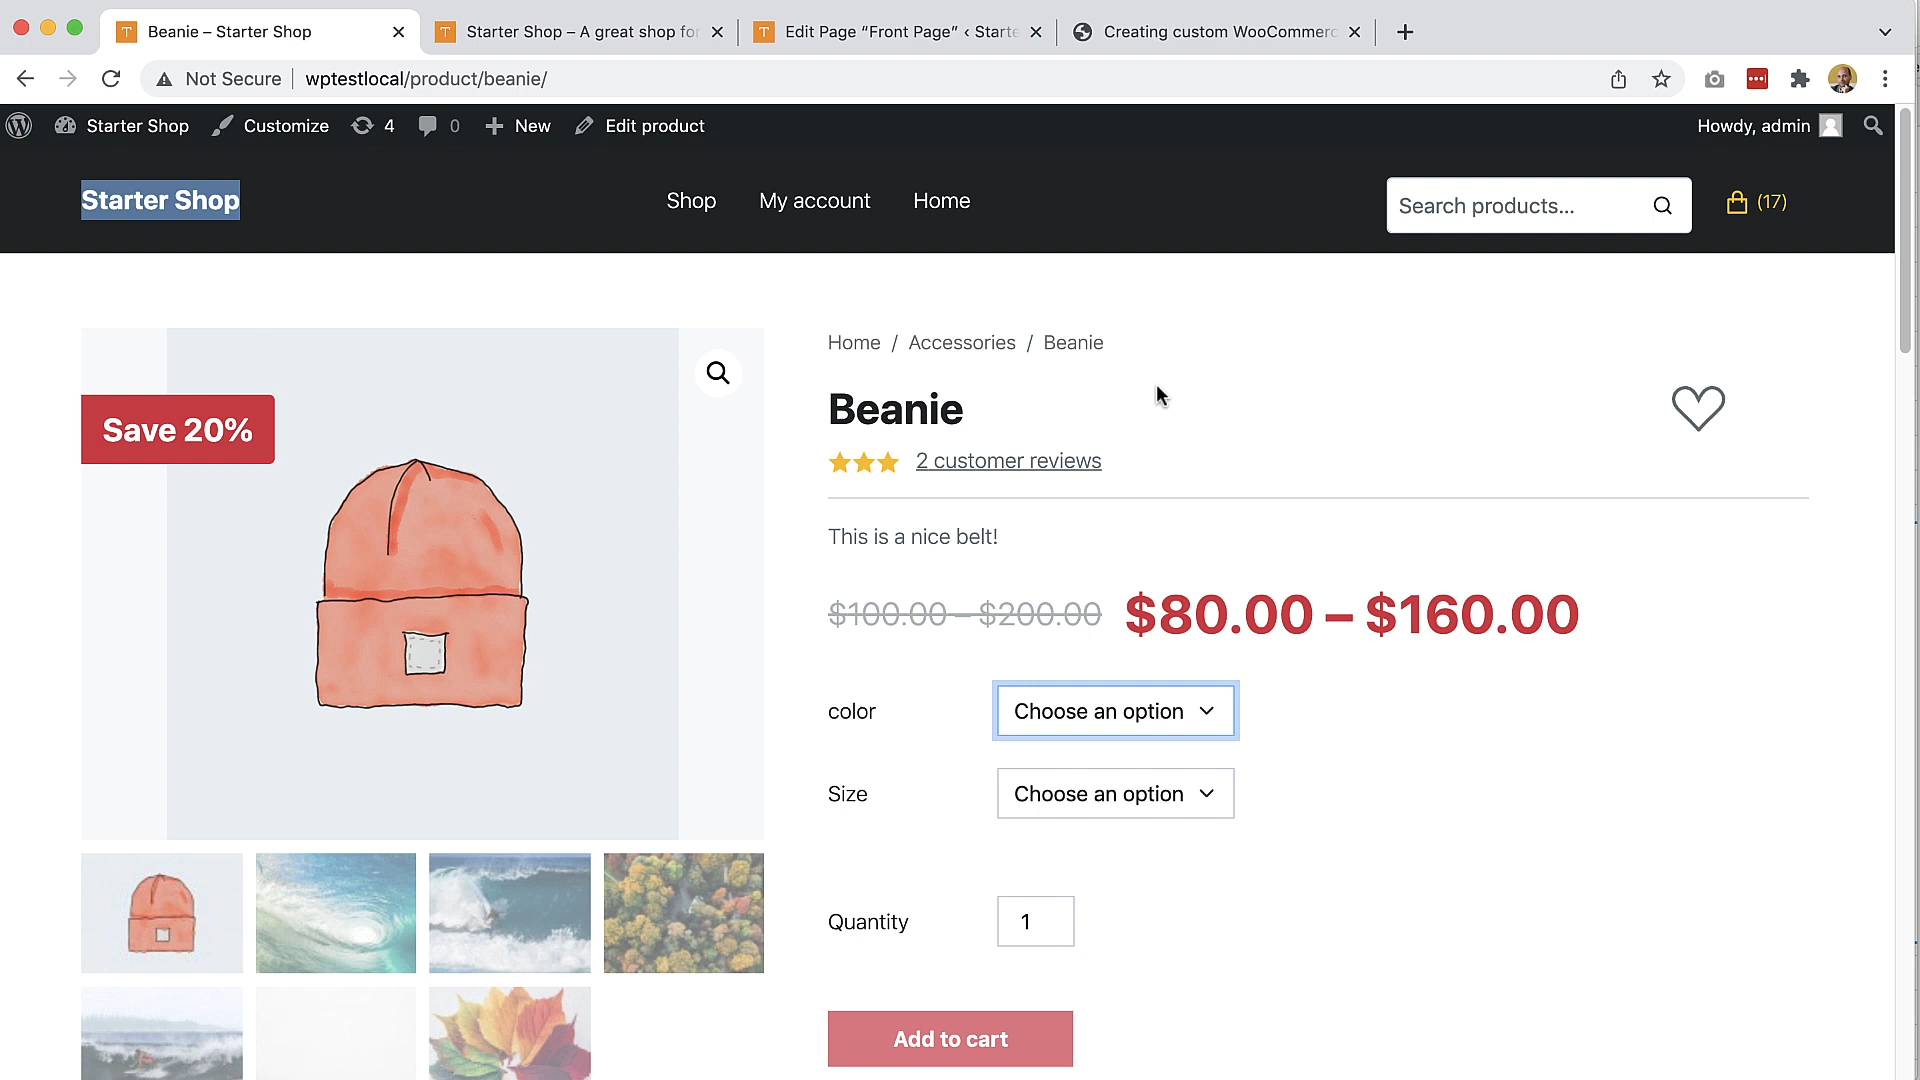 Beanie – Starter Shop
Starter Shop – A great shop for
Edit Page “Front Page” ‹ Starte
Creating custom WooCommerc
Not Secure
wptestlocal/product/beanie/
Starter Shop
Customize
4
0
New
Edit product
Howdy, admin
Starter Shop
Shop
My account
Home
Search products...
(17)
Home / Accessories / Beanie
Save 20%
Beanie
2 customer reviews
This is a nice belt!
$100.00 – $200.00 $80.00 – $160.00
color
Choose an option
Size
Choose an option
Quantity
1
Add to cart